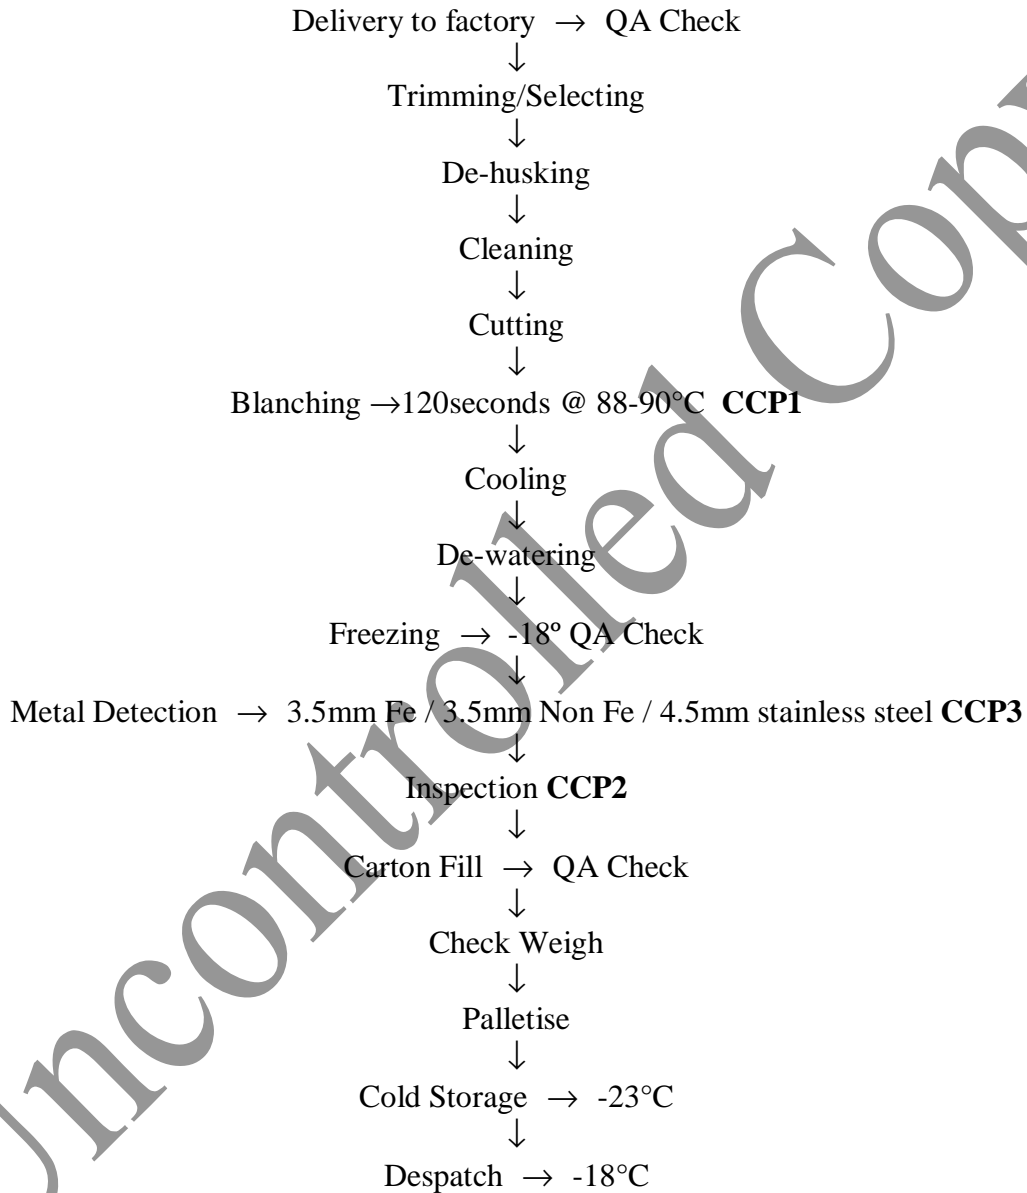 Delivery to factory → QA Check
↓
Trimming/Selecting
↓
De-husking
↓
Cleaning
↓
Cutting
↓
Blanching →120seconds @ 88-90°C CCP1
↓
Cooling
↓
De-watering
↓
Freezing → -18º QA Check
↓
Metal Detection → 3.5mm Fe / 3.5mm Non Fe / 4.5mm stainless steel CCP3
↓
Inspection CCP2
↓
Carton Fill → QA Check
↓
Check Weigh
↓
Palletise
↓
Cold Storage → -23°C
↓
Despatch → -18°C
Uncontrolled Cop